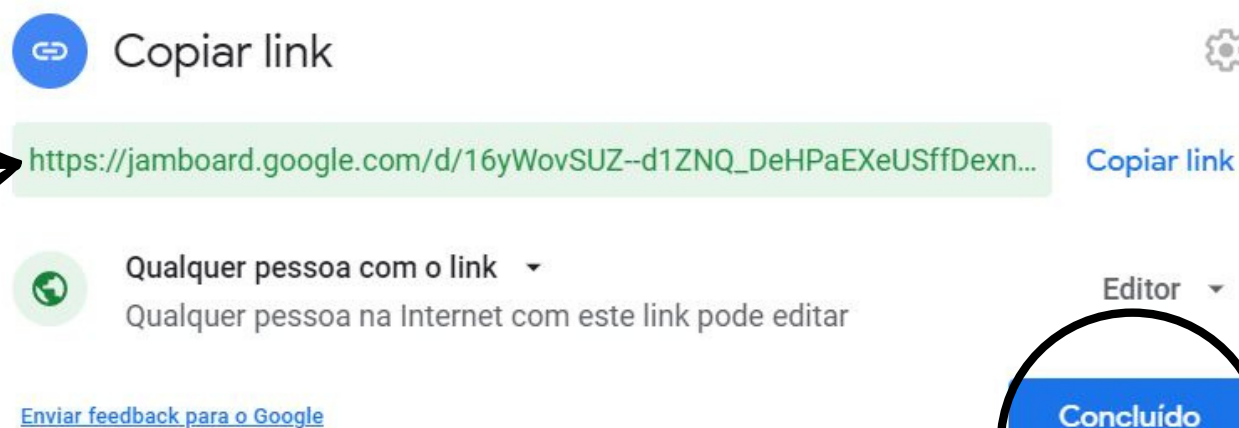 Copiar link
https://jamboard.google.com/d/16yWovSUZ--d1ZNQ_DeHPaEXeUSffDexn... Copiar link
Qualquer pessoa com o link
Qualquer pessoa na Internet com este link pode editar
Editor
Enviar feedback para o Google
Concluído